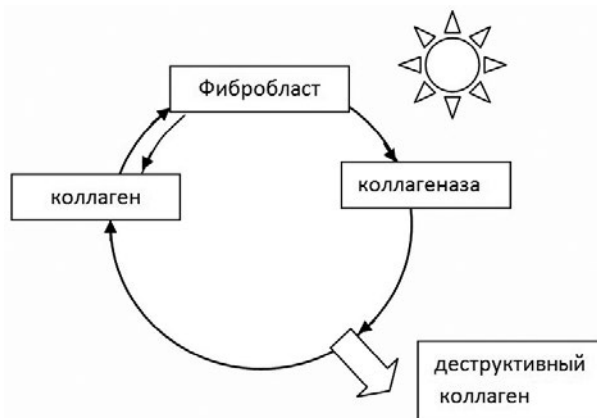 Фибробласт
коллаген
коллагеназа
деструктивный
коллаген